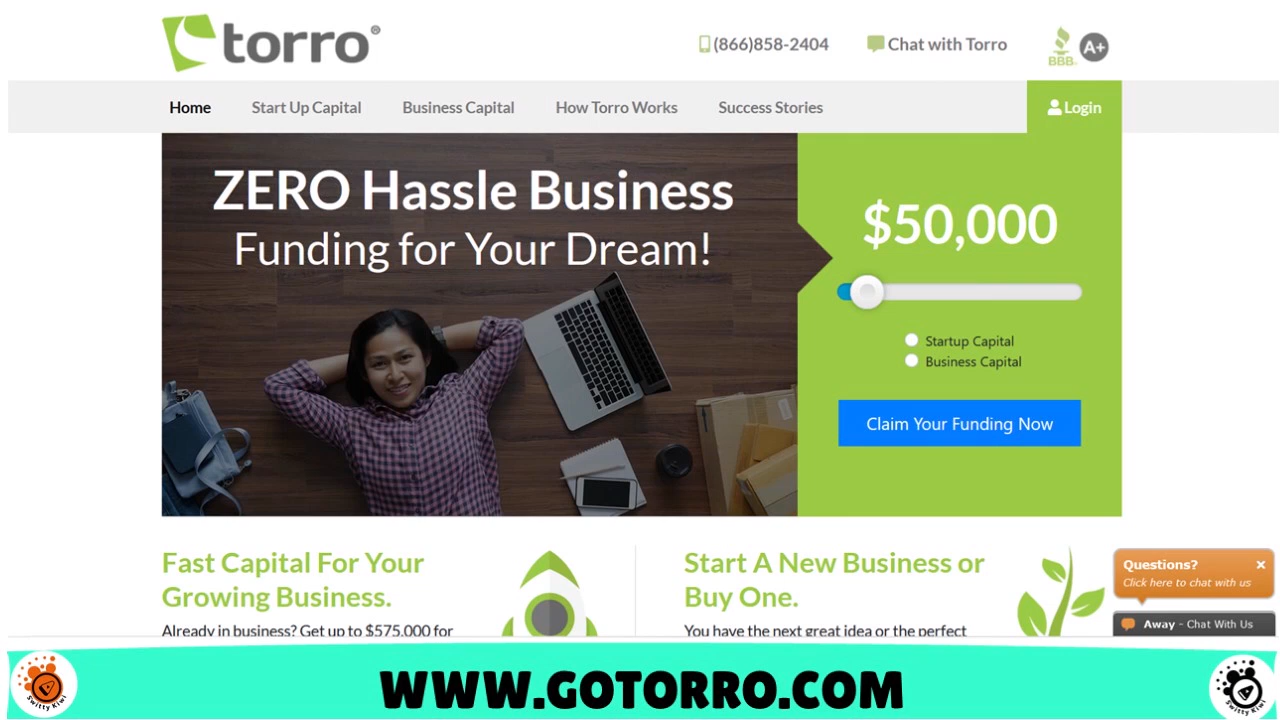 torro®
(866)858-2404
Chat with Torro
BBB
A+
Home
Start Up Capital
Business Capital
How Torro Works
Success Stories
Login
ZERO Hassle Business
Funding for Your Dream!
$50,000
Startup Capital
Business Capital
Claim Your Funding Now
Fast Capital For Your
Growing Business.
Already in business? Get up to $575,000 for
Start A New Business or
Buy One.
You have the next great idea or the perfect
Questions?
Click here to chat with us
Away - Chat With Us
WWW.GOTORRO.COM
Switty Kiwi
Switty Kiwi